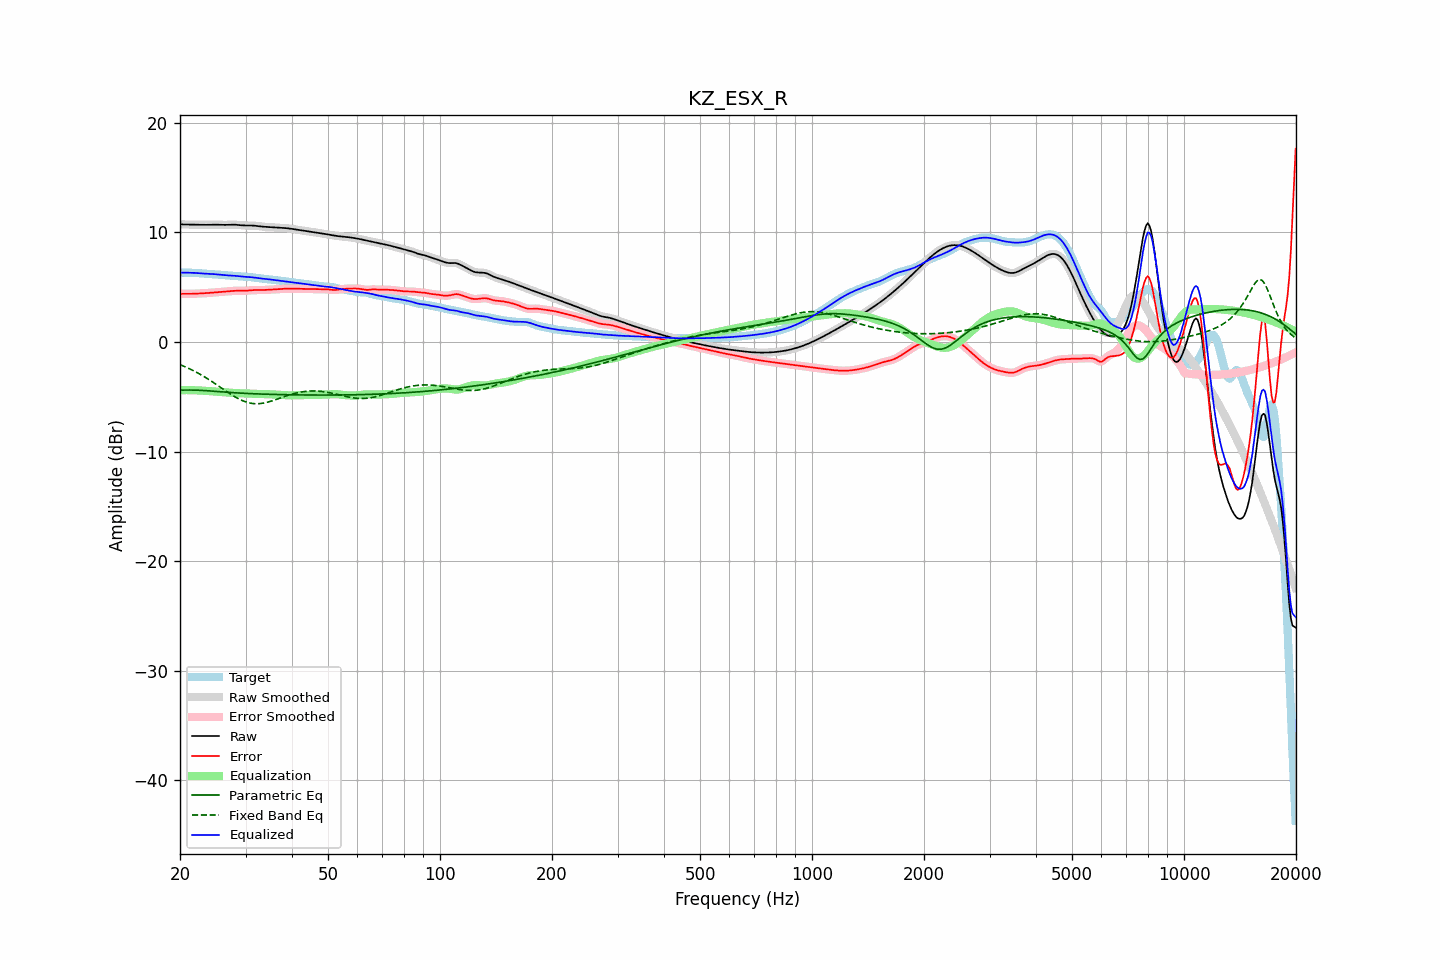 KZ_ESX_R
20
10
0
−10
−20
−30
−40
Amplitude (dBr)
Target
Raw Smoothed
Error Smoothed
Raw
Error
Equalization
Parametric Eq
Fixed Band Eq
Equalized
20 50 100 200 500 1000 2000 5000 10000 20000
Frequency (Hz)